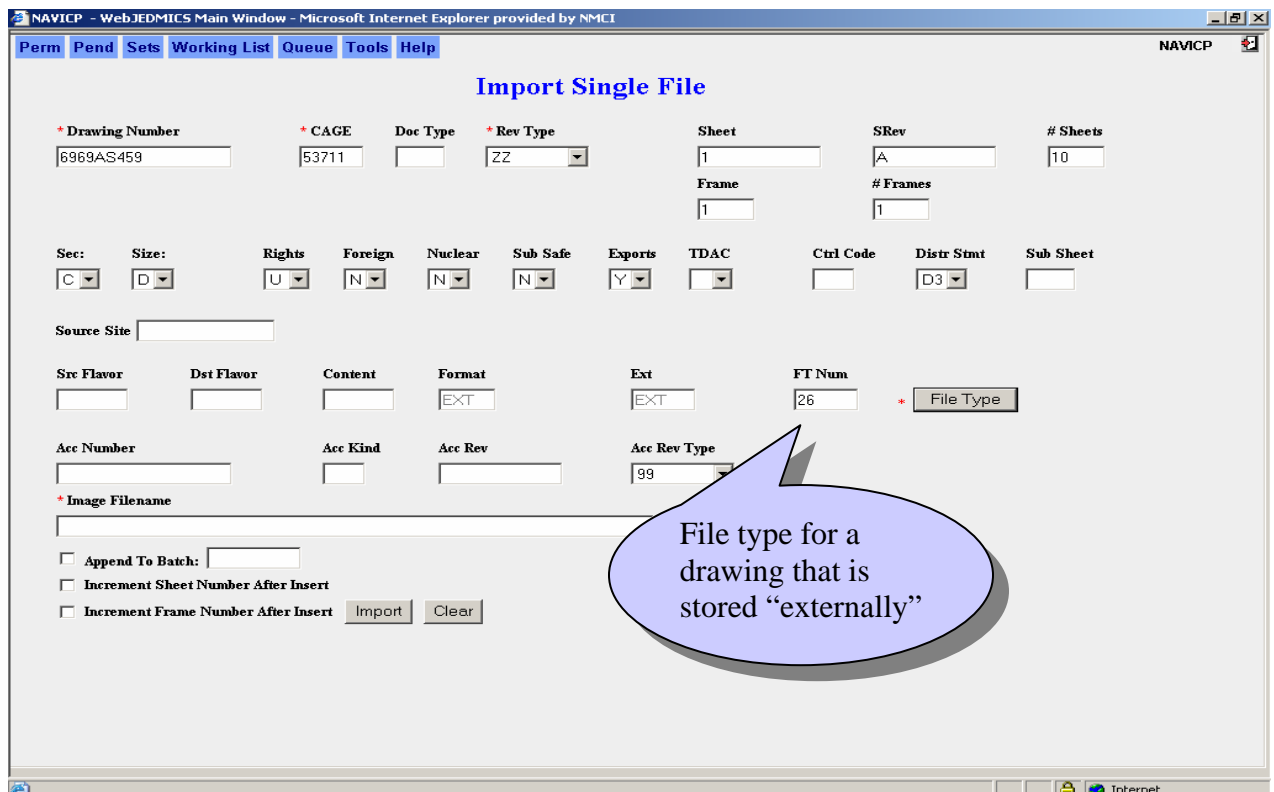 NAVICP - WebJEDMICS Main Window - Microsoft Internet Explorer provided by NMCI
Perm Pend Sets Working List Queue Tools Help NAVICP
Import Single File
* Drawing Number * CAGE Doc Type * Rev Type Sheet SRev # Sheets
6969AS459 53711 ZZ 1 A 10
Frame # Frames
1 1
Sec: Size: Rights Foreign Nuclear Sub Safe Exports TDAC Ctrl Code Distr Stmt Sub Sheet
C D U N N N Y D3
Source Site
Src Flavor Dst Flavor Content Format Ext FT Num
EXT EXT 26 * File Type
Acc Number Acc Kind Acc Rev Acc Rev Type
99
* Image Filename
File type for a
drawing that is
stored “externally”
Append To Batch:
Increment Sheet Number After Insert
Increment Frame Number After Insert Import Clear
Internet